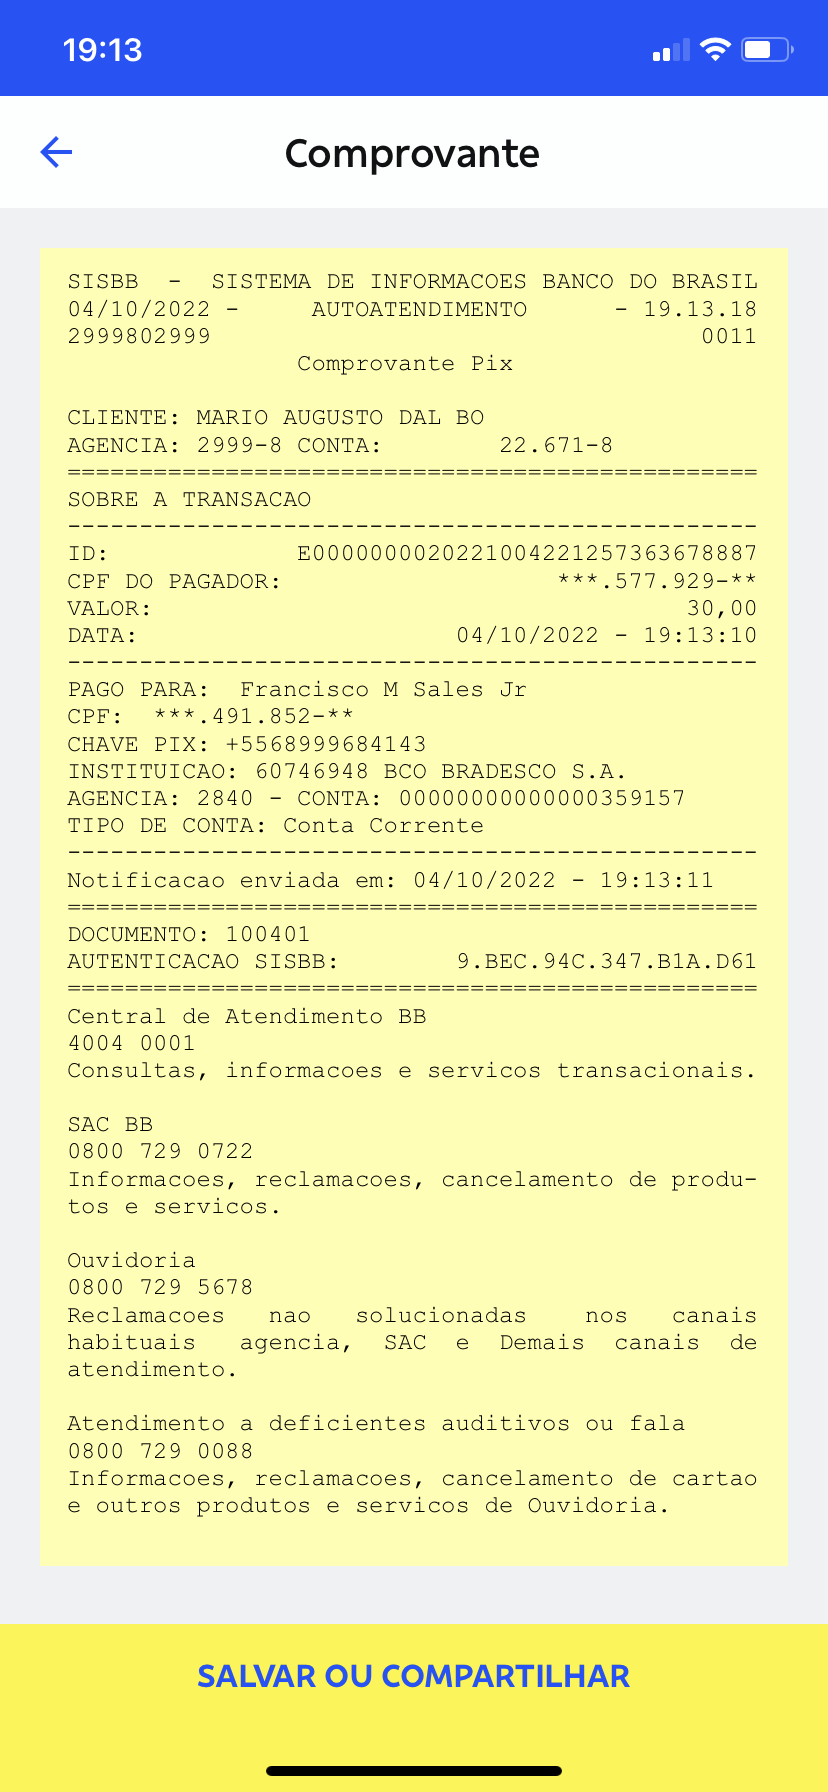 19:13
Comprovante
SISBB - SISTEMA DE INFORMACOES BANCO DO BRASIL
04/10/2022 - AUTOATENDIMENTO - 19.13.18
2999802999 0011
Comprovante Pix
CLIENTE: MARIO AUGUSTO DAL BO
AGENCIA: 2999-8 CONTA: 22.671-8
================================================
SOBRE A TRANSACAO
------------------------------------------------
ID: E00000000202210042212573636​78887
CPF DO PAGADOR: ***.577.929-**
VALOR: 30,00
DATA: 04/10/2022 - 19:13:10
------------------------------------------------
PAGO PARA: Francisco M Sales Jr
CPF: ***.491.852-**
CHAVE PIX: +5568999684143
INSTITUICAO: 60746948 BCO BRADESCO S.A.
AGENCIA: 2840 - CONTA: 00000000000000359157
TIPO DE CONTA: Conta Corrente
------------------------------------------------
Notificacao enviada em: 04/10/2022 - 19:13:11
================================================
DOCUMENTO: 100401
AUTENTICACAO SISBB: 9.BEC.94C.347.B1A.D61
================================================
Central de Atendimento BB
4004 0001
Consultas, informacoes e servicos transacionais.
SAC BB
0800 729 0722
Informacoes, reclamacoes, cancelamento de produ-
tos e servicos.
Ouvidoria
0800 729 5678
Reclamacoes nao solucionadas nos canais
habituais agencia, SAC e Demais canais de
atendimento.
Atendimento a deficientes auditivos ou fala
0800 729 0088
Informacoes, reclamacoes, cancelamento de cartao
e outros produtos e servicos de Ouvidoria.
SALVAR OU COMPARTILHAR